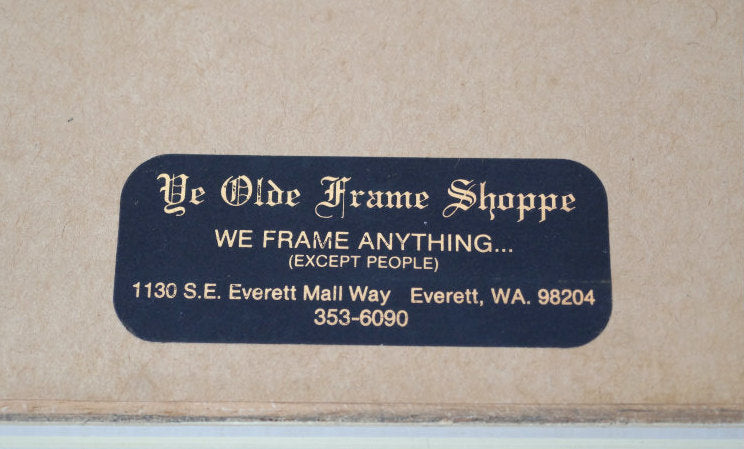 Ye Olde Frame Shoppe
WE FRAME ANYTHING...
(EXCEPT PEOPLE)
1130 S.E. Everett Mall Way Everett, WA. 98204
353-6090